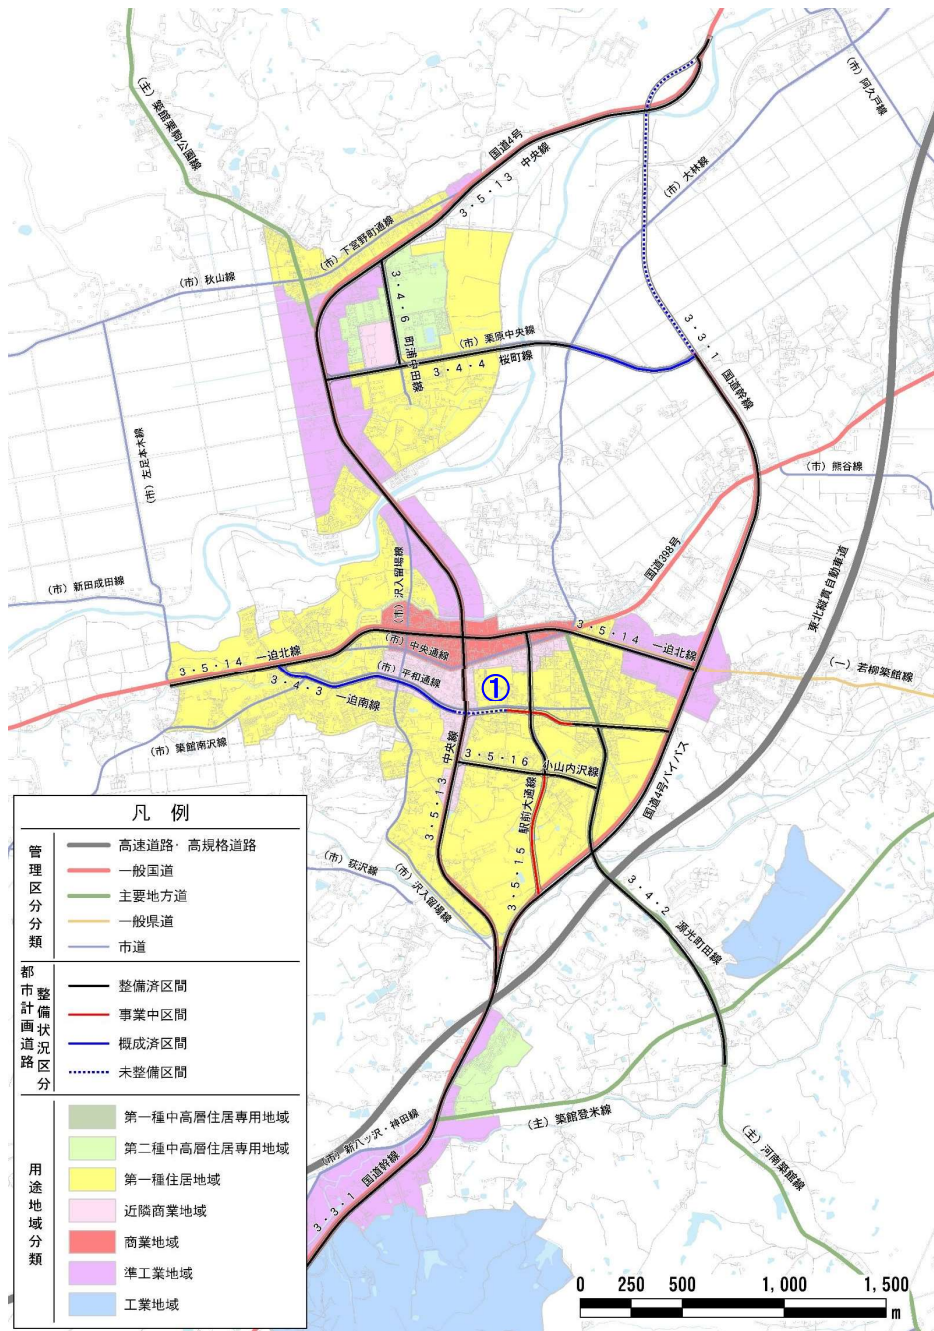 (主) 築館栗駒公園線
国道4号
3・5・13 中央線
(市) 阿久戸線
(市) 大林線
(市) 下宮野町通線
(市) 秋山線
3・4・6 町浦中田線
(市) 栗原中央線
3・4・4 桜町線
3・3・1 国道幹線
(市) 左足本木線
(市) 熊谷線
国道398号
東北縦貫自動車道
(市) 新田成田線
(市) 沢入留場線
3・5・14 一迫北線
(市) 中央通線
3・5・14 一迫北線
(一) 若柳築館線
(市) 平和通線
①
3・4・3 一迫南線
(市) 築館南沢線
3・5・13 中央線
3・5・16 小山内沢線
3・5・15 駅前大通線
国道4号バイパス
(市) 荻沢線
(市) 沢入留場線
3・4・2 源光町田線
(主) 築館登米線
(市) 新八ッ沢・神田線
(主) 河南築館線
3・3・1 国道幹線
凡 例
管理区分分類
高速道路・高規格道路
一般国道
主要地方道
一般県道
市道
都市計画道路
整備状況区分
整備済区間
事業中区間
概成済区間
未整備区間
用途地域分類
第一種中高層住居専用地域
第二種中高層住居専用地域
第一種住居地域
近隣商業地域
商業地域
準工業地域
工業地域
0 250 500 1,000 1,500
m